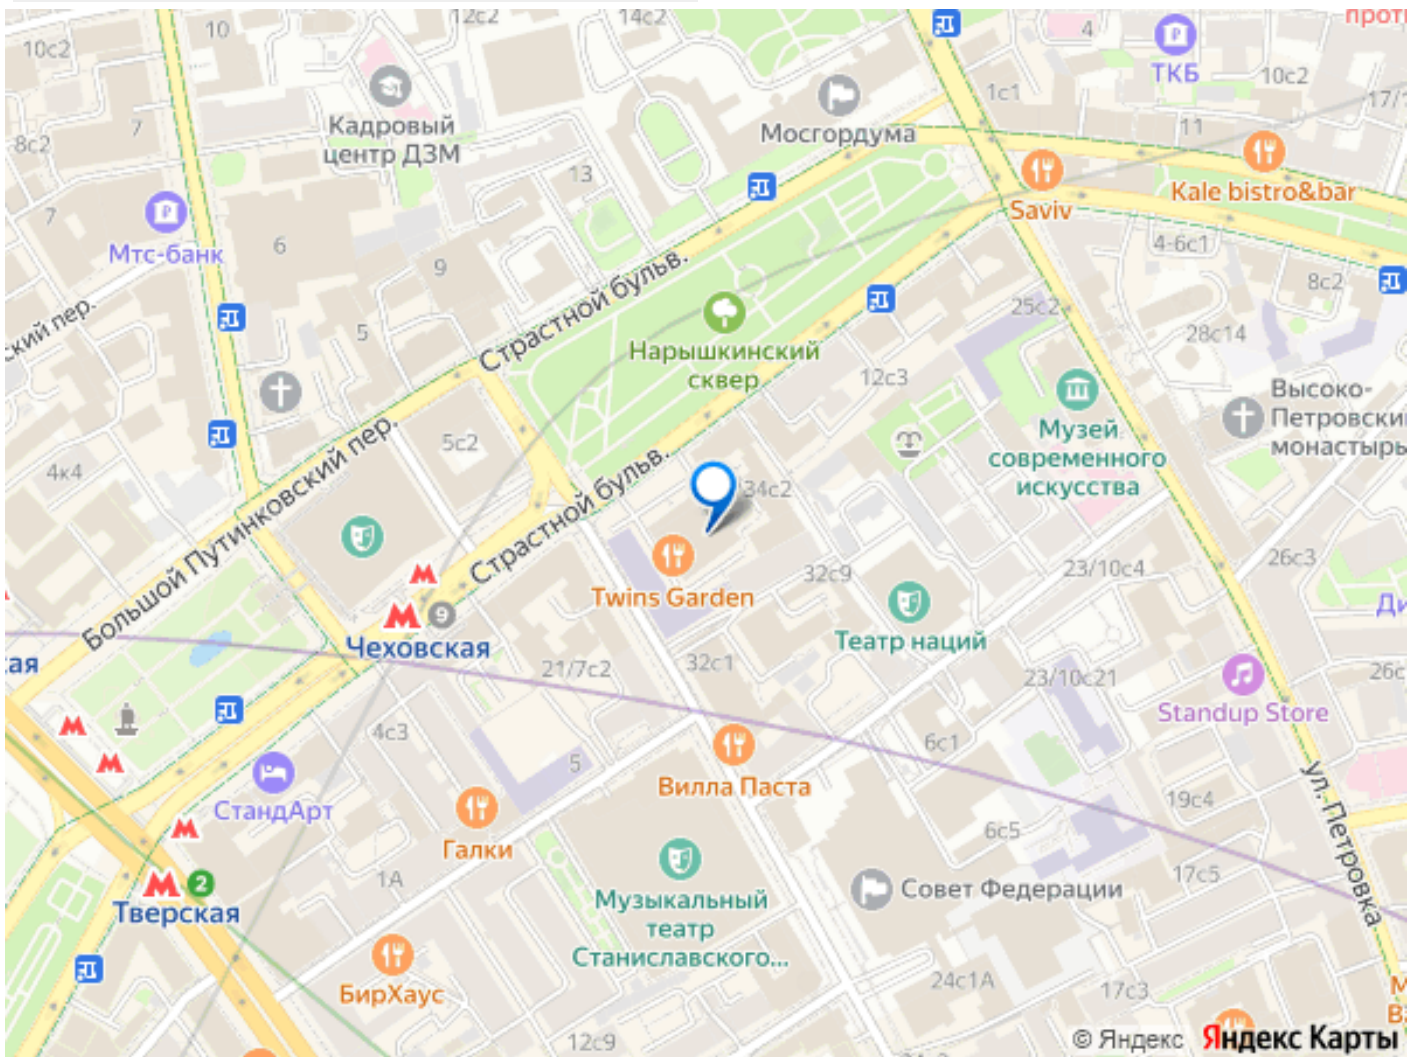 12с2
14с2
10
4
10с2
10с2
ТКБ
1с1
17/1
7
Кадровый
центр ДЗМ
Мосгордума
11
8с2
13
Kale bistro&bar
Saviv
7
6
Мтс-банк
9
4-6с1
Страстной бульв.
8с2
25с2
5
28с14
Нарышкинский
сквер
12с3
Высоко-
Петровский
монастырь
5с2
Музей
современного
искусства
4к4
Большой Путинковский пер.
34с2
Страстной бульв.
26с3
Twins Garden
32с9
23/10с4
Чеховская
9
Театр наций
21/7с2
32с1
23/10с21
Standup Store
4с3
6с1
5
Вилла Паста
СтандАрт
19с4
ул. Петровка
Галки
6с5
1А
2
Тверская
17с5
Совет Федерации
Музыкальный
театр
Станиславского...
24с1А
17с3
БирХаус
12с9
© Яндекс Яндекс Карты